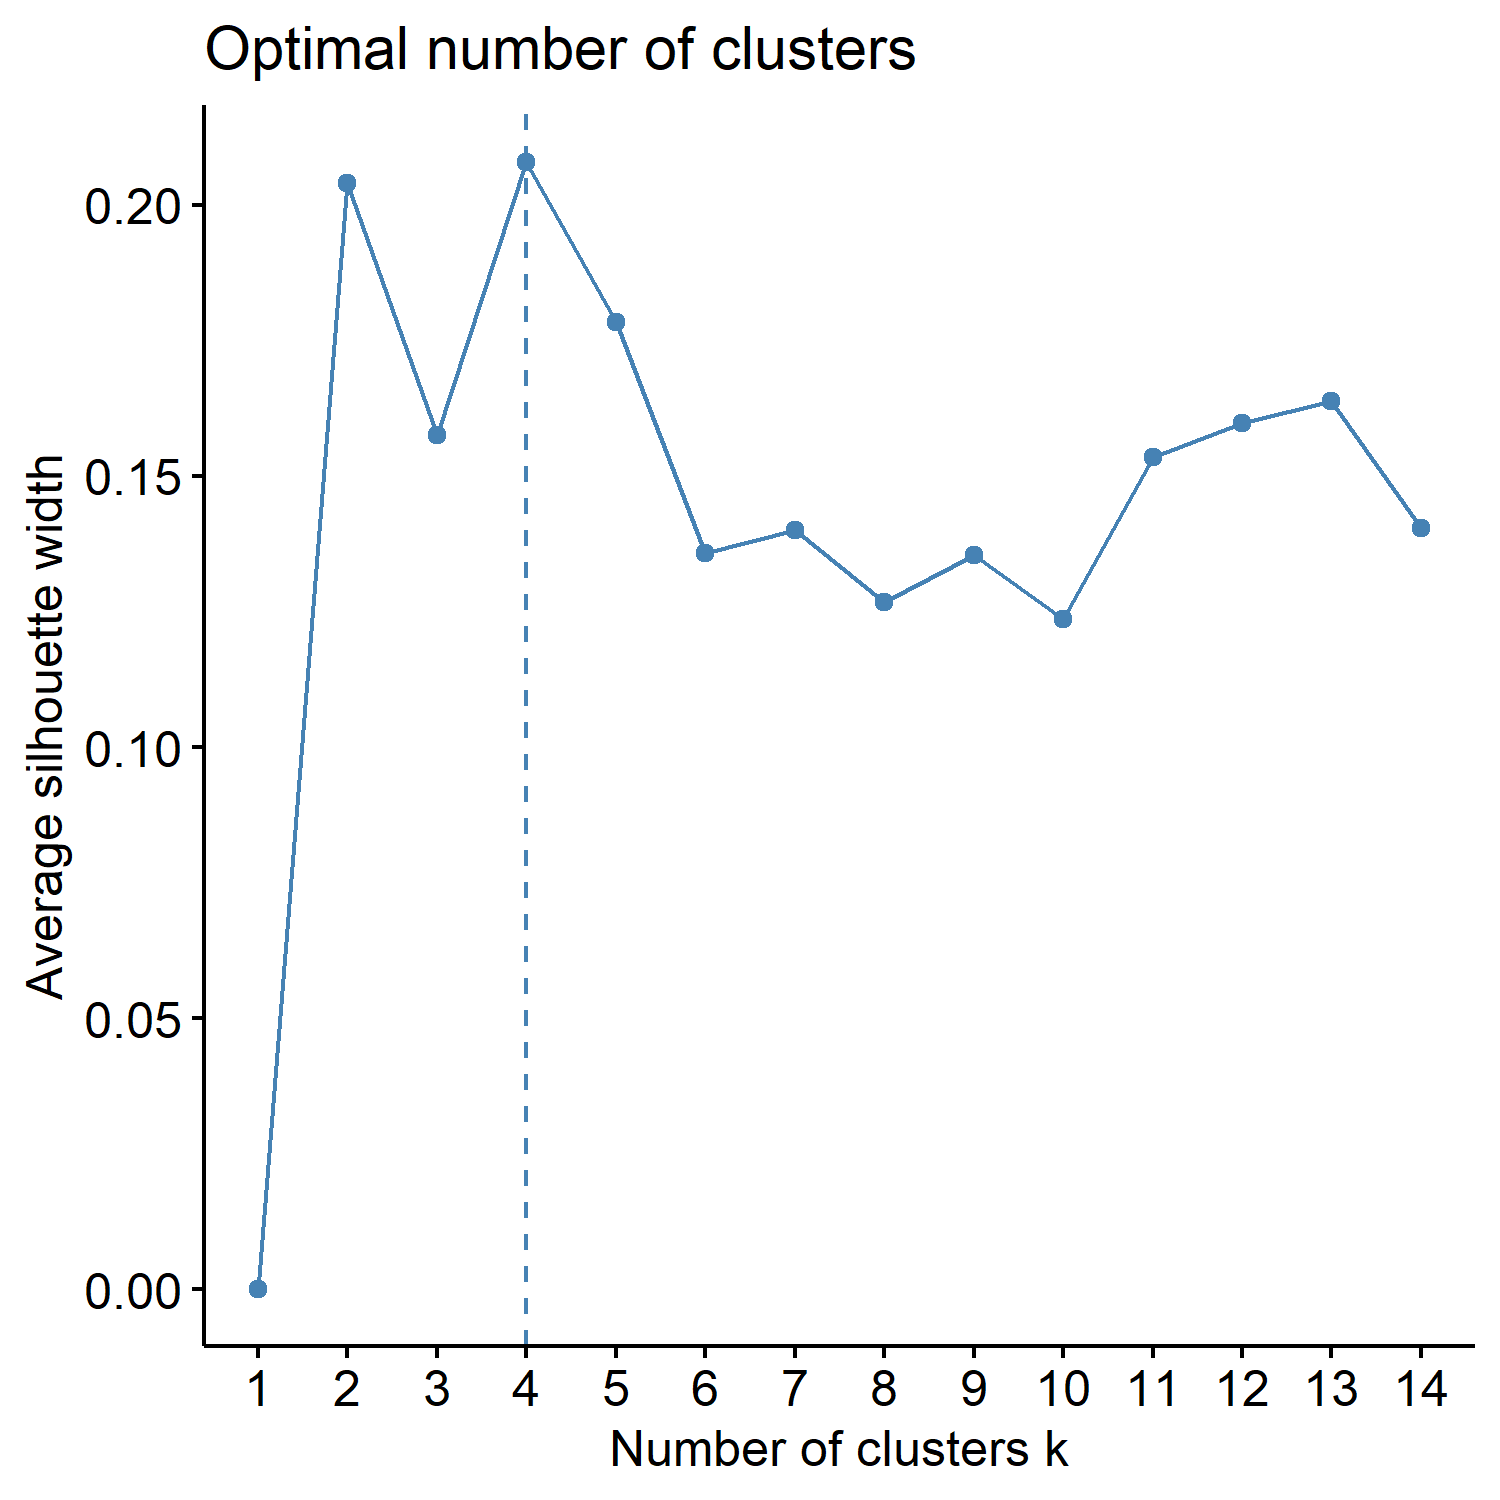 Optimal number of clusters
Average silhouette width
0.20
0.15
0.10
0.05
0.00
1 2 3 4 5 6 7 8 9 10 11 12 13 14
Number of clusters k